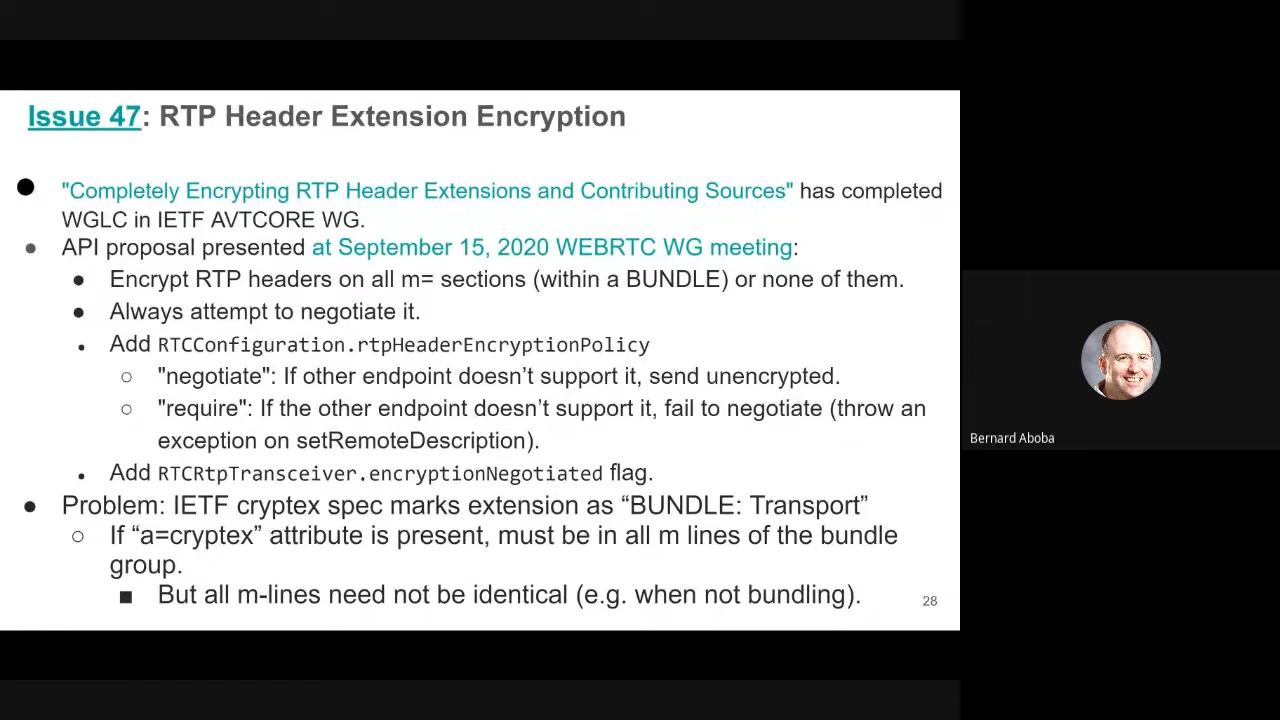 Issue 47: RTP Header Extension Encryption
● "Completely Encrypting RTP Header Extensions and Contributing Sources" has completed
WGLC in IETF AVTCORE WG.
● API proposal presented at September 15, 2020 WEBRTC WG meeting:
● Encrypt RTP headers on all m= sections (within a BUNDLE) or none of them.
● Always attempt to negotiate it.
● Add RTCConfiguration.rtpHeaderEncryptionPolicy
○ "negotiate": If other endpoint doesn’t support it, send unencrypted.
○ "require": If the other endpoint doesn’t support it, fail to negotiate (throw an
exception on setRemoteDescription).
● Add RTCRtpTransceiver.encryptionNegotiated flag.
● Problem: IETF cryptex spec marks extension as “BUNDLE: Transport”
○ If “a=cryptex” attribute is present, must be in all m lines of the bundle
group.
■ But all m-lines need not be identical (e.g. when not bundling).
28
Bernard Aboba